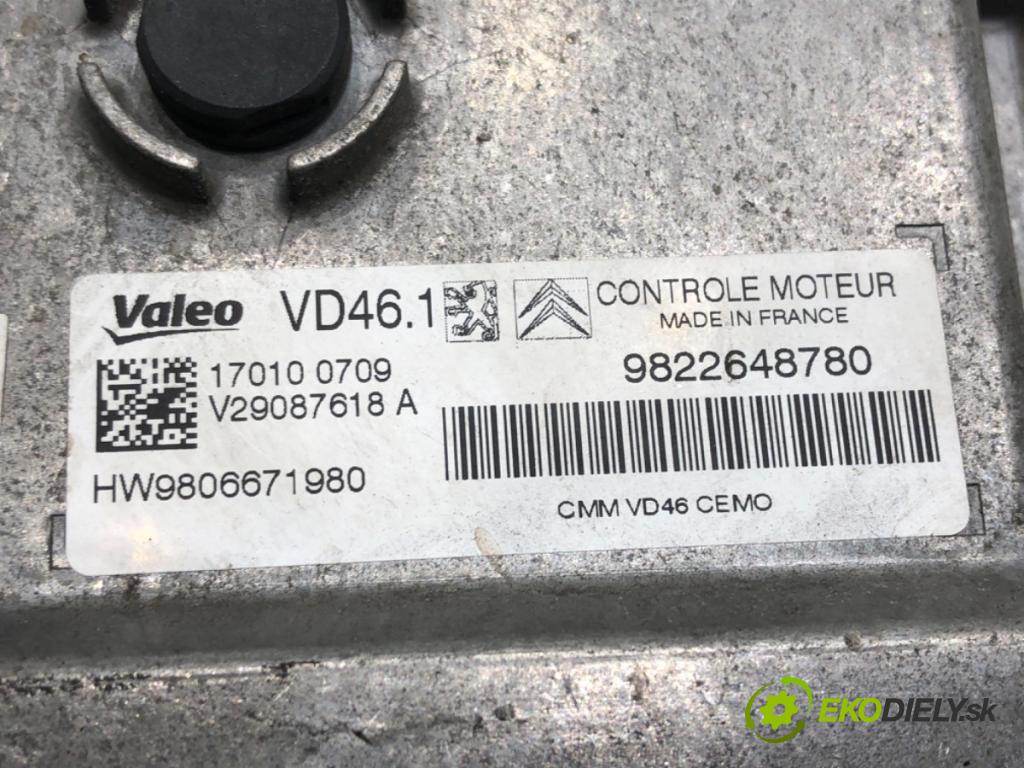 Valeo VD46.1 CONTROLE MOTEUR
MADE IN FRANCE
17010 0709
V29087618 A
9822648780
HW9806671980
CMM VD46 CEMO
EKODIELY.sk